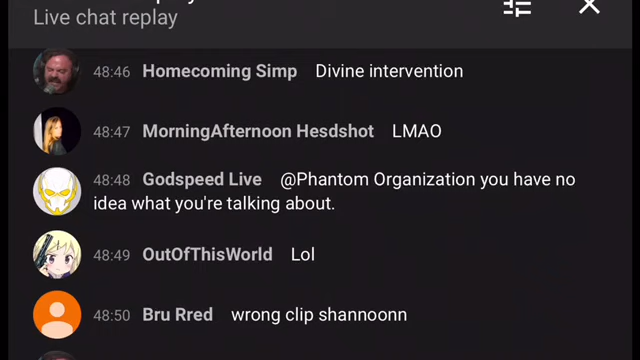 Live chat replay
48:46 Homecoming Simp Divine intervention
48:47 MorningAfternoon Hesdshot LMAO
48:48 Godspeed Live @Phantom Organization you have no
idea what you're talking about.
48:49 OutOfThisWorld Lol
48:50 Bru Rred wrong clip shannoonn